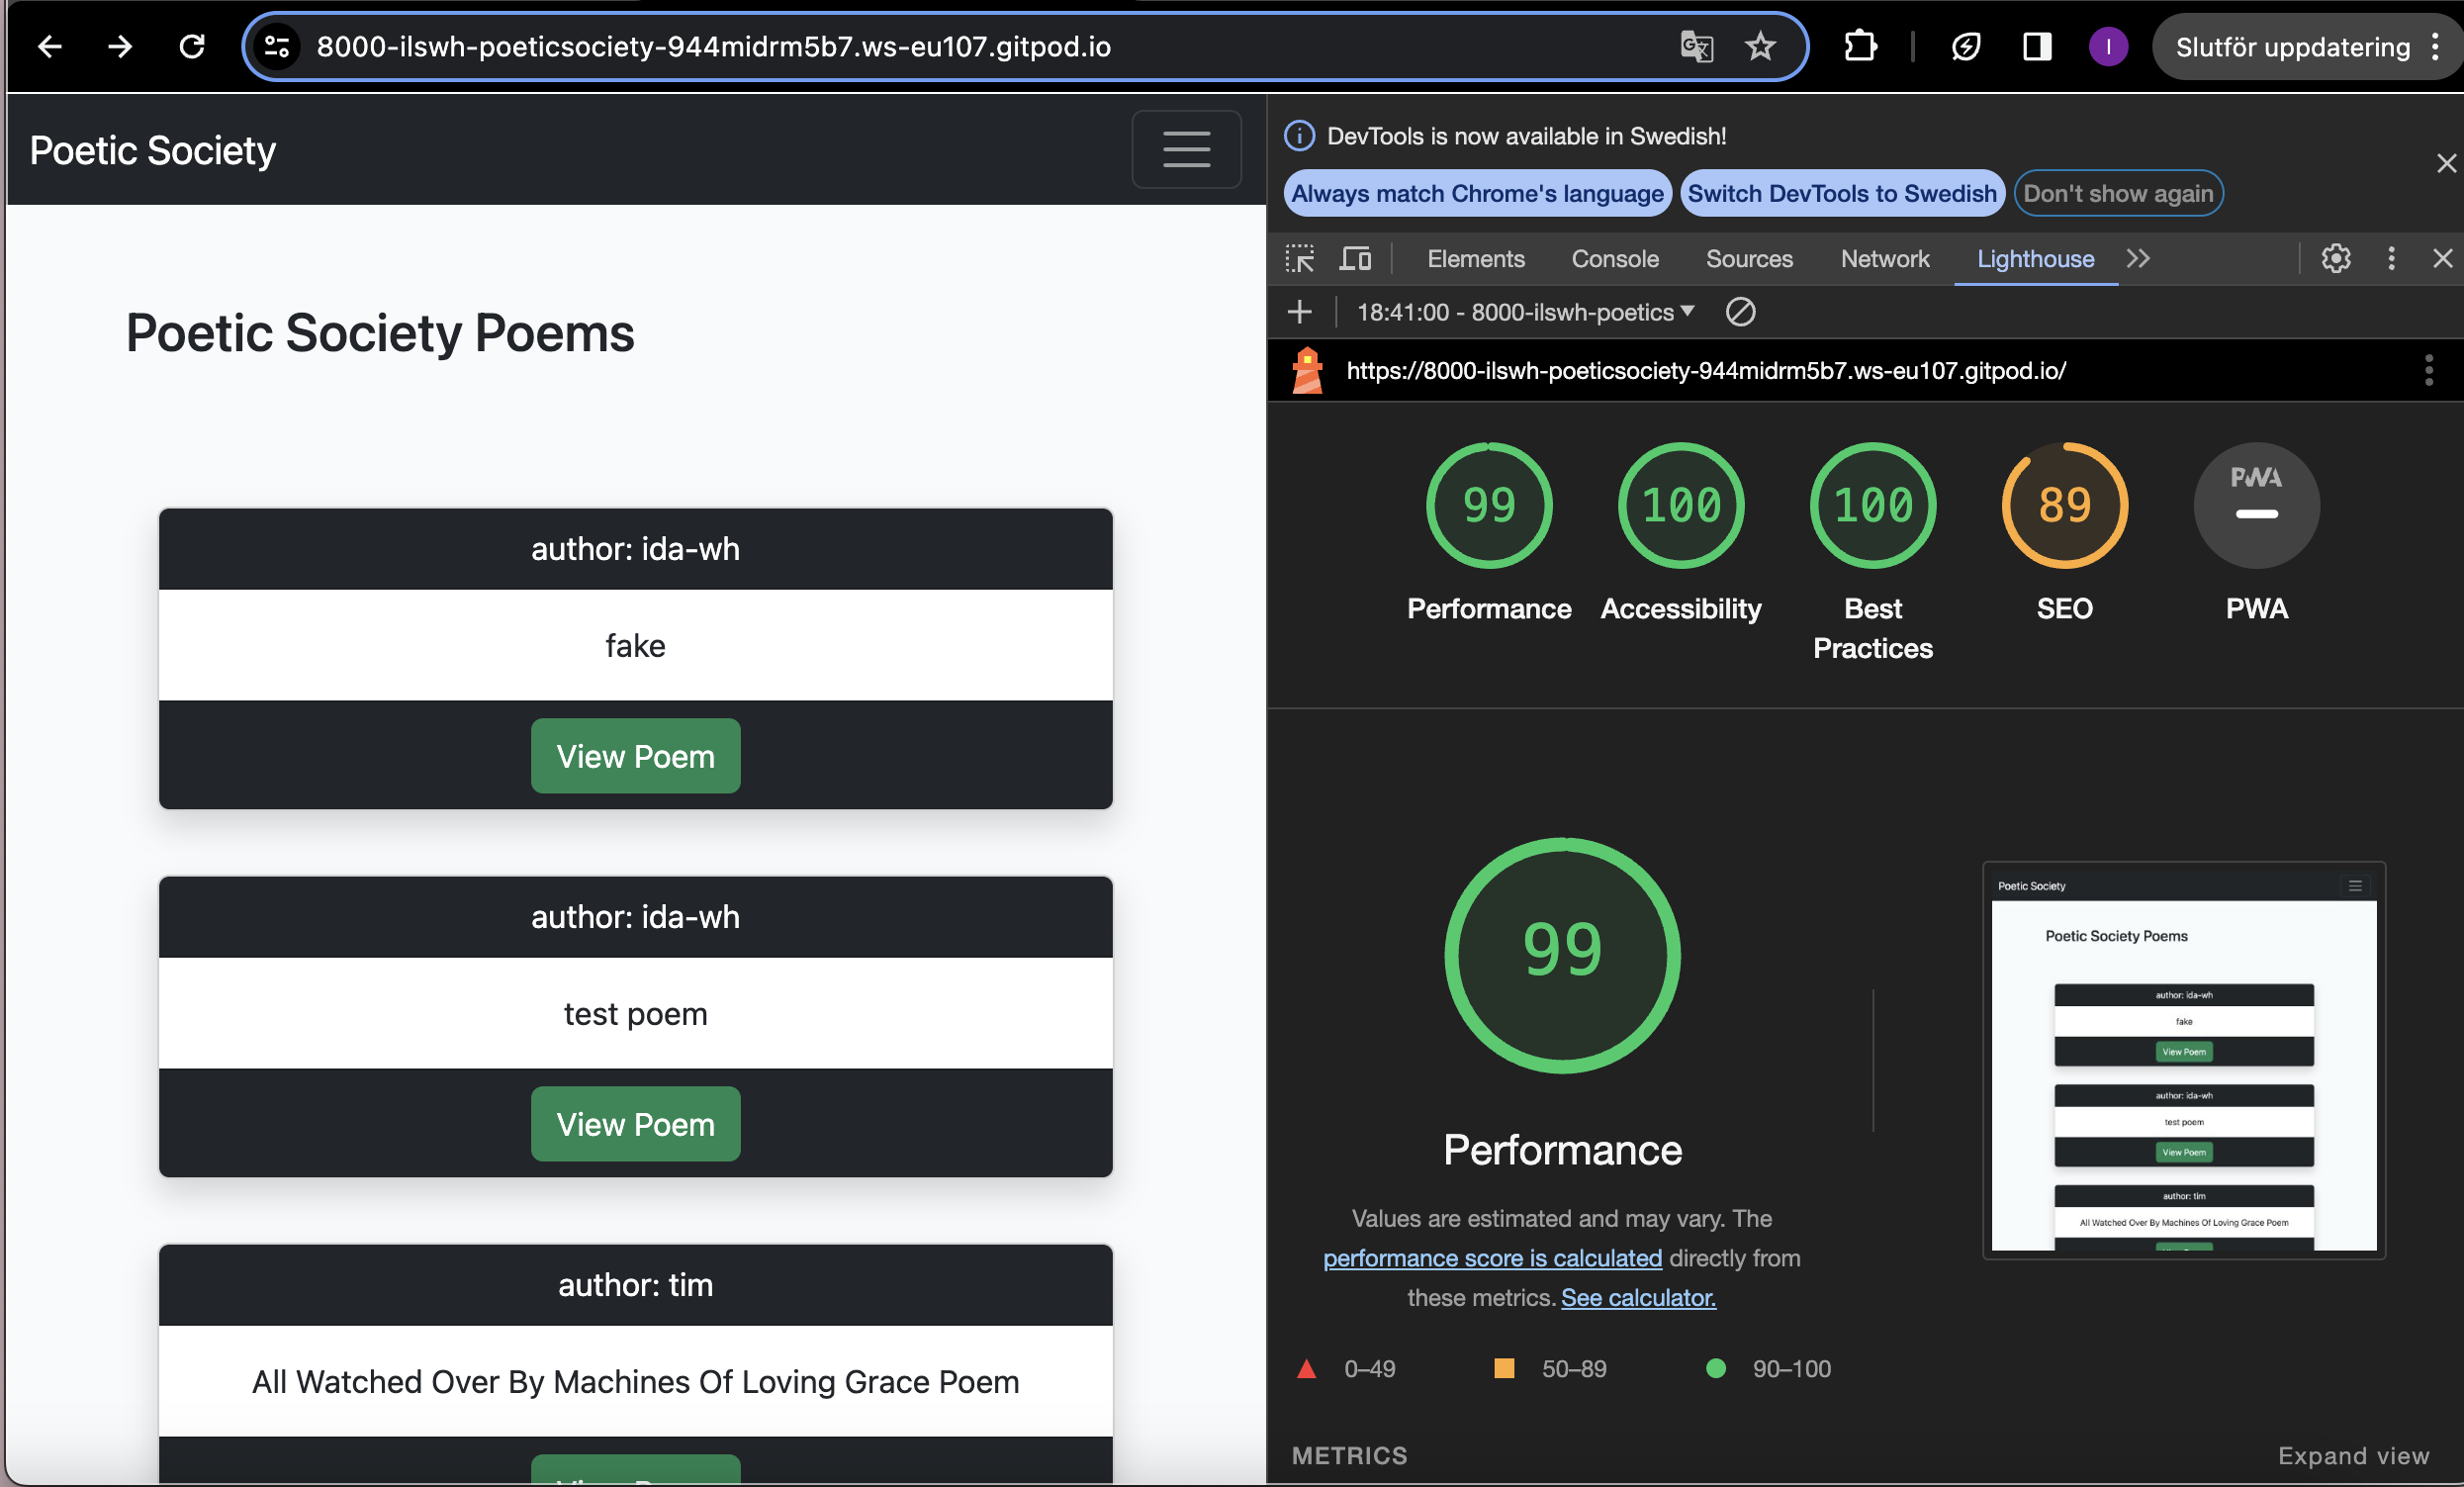 8000-ilswh-poeticsociety-944midrm5b7.ws-eu107.gitpod.io
I
Slutför uppdatering
Poetic Society
Poetic Society Poems
author: ida-wh
fake
View Poem
author: ida-wh
test poem
View Poem
author: tim
All Watched Over By Machines Of Loving Grace Poem
DevTools is now available in Swedish!
Always match Chrome's language Switch DevTools to Swedish Don't show again
Elements Console Sources Network Lighthouse
18:41:00 - 8000-ilswh-poetics
https://8000-ilswh-poeticsociety-944midrm5b7.ws-eu107.gitpod.io/
99 100 100 89 PWA
Performance Accessibility Best Practices SEO PWA
99
Performance
Values are estimated and may vary. The
performance score is calculated directly from
these metrics. See calculator.
0–49 50–89 90–100
Poetic Society
Poetic Society Poems
author: ida-wh
fake
View Poem
author: ida-wh
test poem
View Poem
author: tim
All Watched Over By Machines Of Loving Grace Poem
METRICS
Expand view